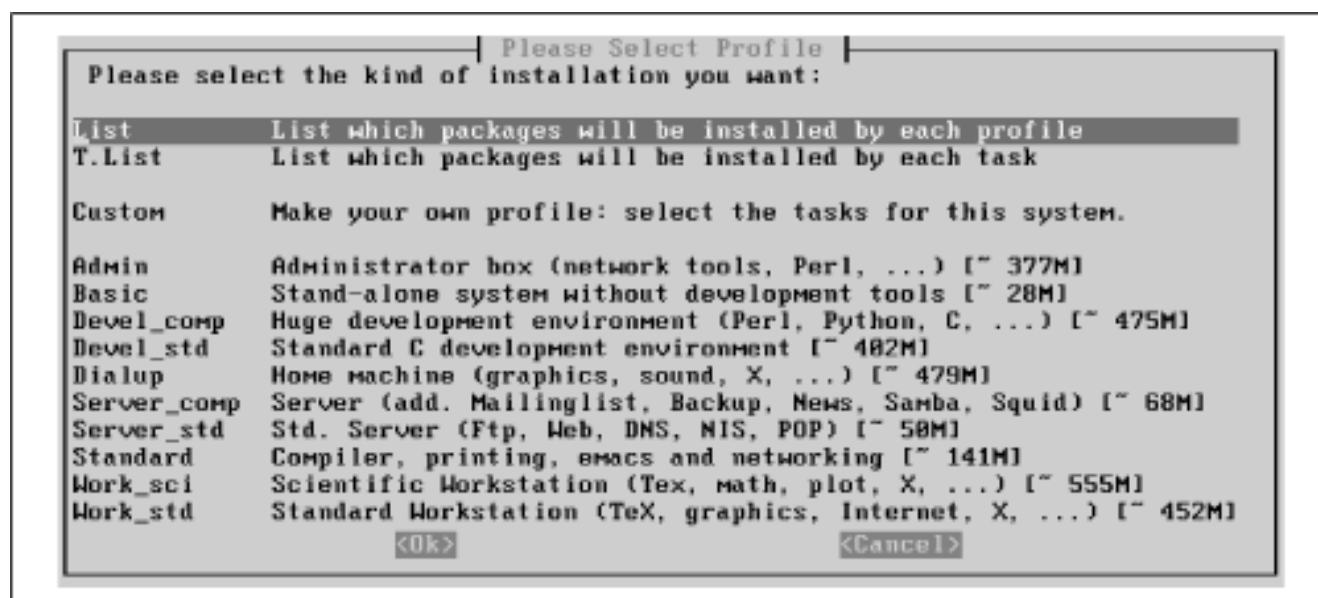 Please Select Profile
Please select the kind of installation you want:
List List which packages will be installed by each profile
T.List List which packages will be installed by each task
Custom Make your own profile: select the tasks for this system.
Admin Administrator box (network tools, Perl, ...) [~ 377M]
Basic Stand-alone system without development tools [~ 28M]
Devel_comp Huge development environment (Perl, Python, C, ...) [~ 475M]
Devel_std Standard C development environment [~ 402M]
Dialup Home machine (graphics, sound, X, ...) [~ 479M]
Server_comp Server (add. Mailinglist, Backup, News, Samba, Squid) [~ 68M]
Server_std Std. Server (Ftp, Web, DNS, NIS, POP) [~ 50M]
Standard Compiler, printing, emacs and networking [~ 141M]
Work_sci Scientific Workstation (Tex, math, plot, X, ...) [~ 555M]
Work_std Standard Workstation (TeX, graphics, Internet, X, ...) [~ 452M]
<Ok> <Cancel>